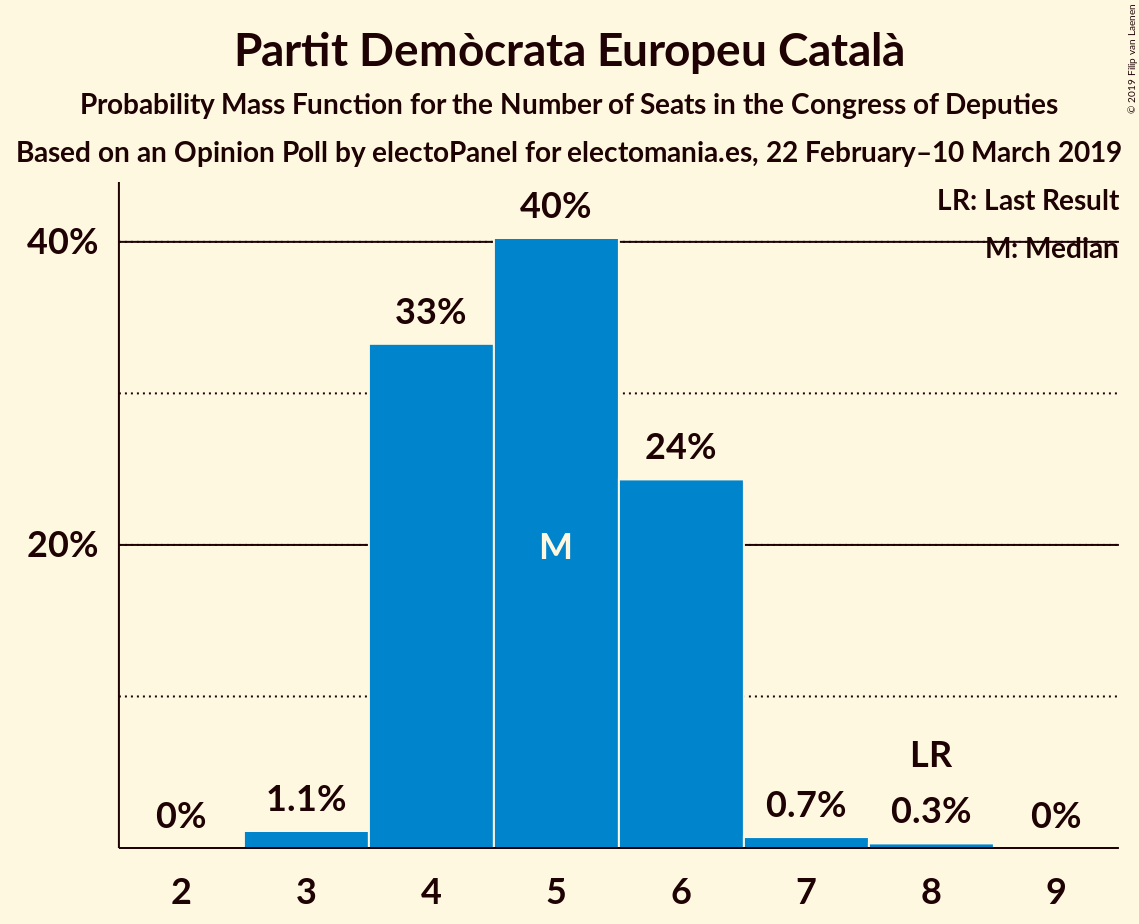 Partit Demòcrata Europeu Català
Probability Mass Function for the Number of Seats in the Congress of Deputies
Based on an Opinion Poll by electoPanel for electomania.es, 22 February–10 March 2019
© 2019 Filip van Laenen
LR: Last Result
M: Median
40%
20%
0%
1.1%
33%
40%
M
24%
0.7%
LR
0.3%
0%
2 3 4 5 6 7 8 9